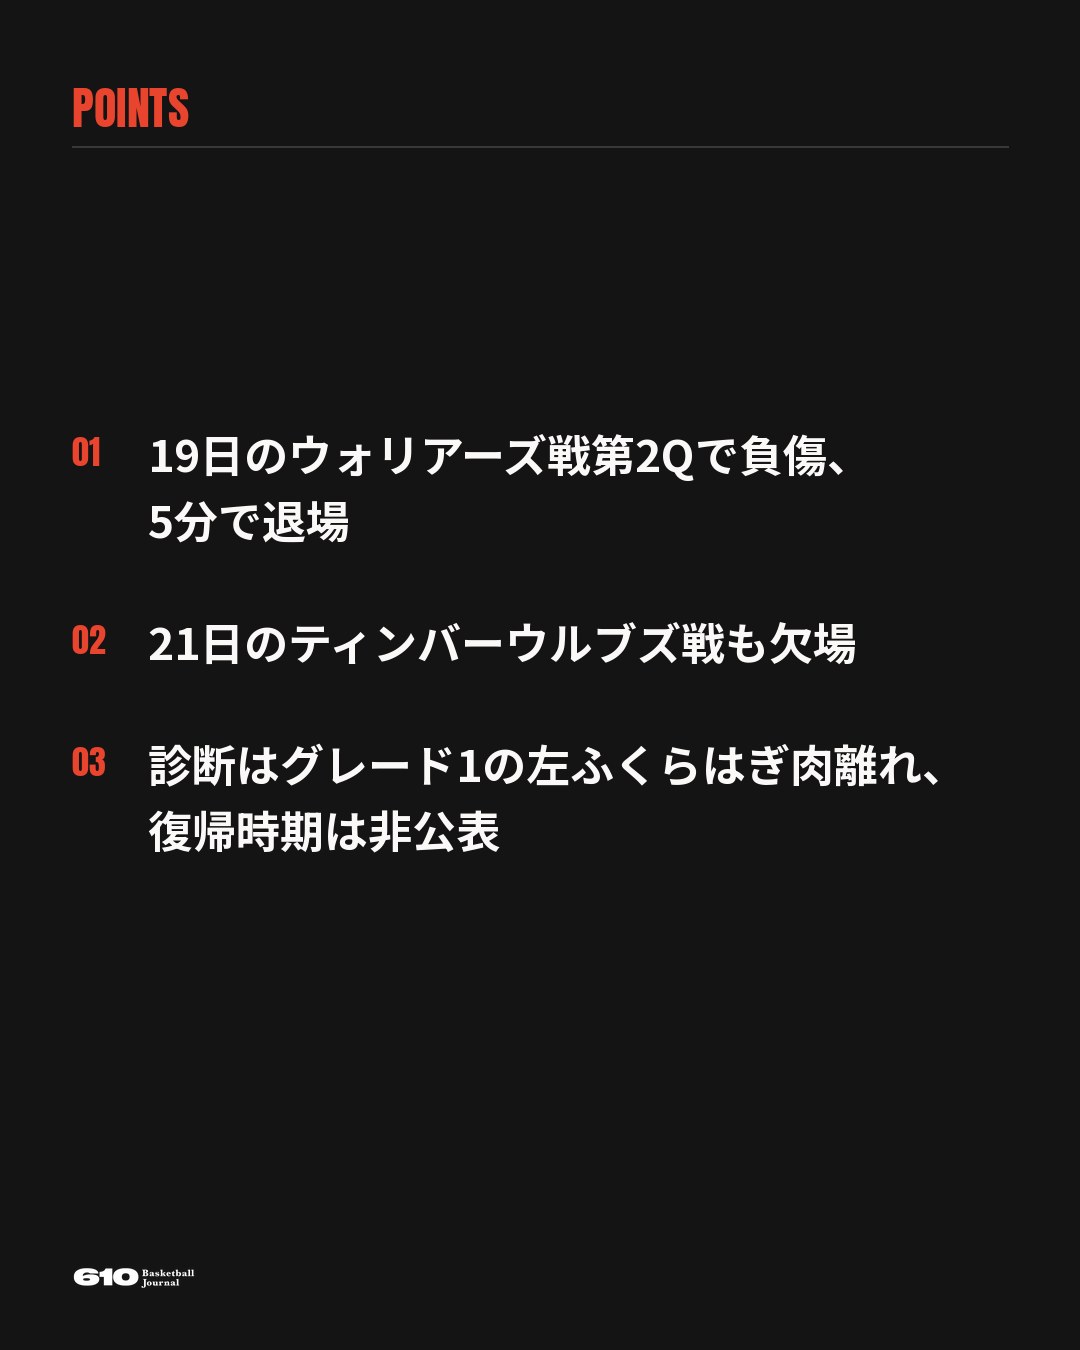 POINTS
01 19日のウォリアーズ戦第2Qで負傷、
5分で退場
02 21日のティンバーウルブズ戦も欠場
03 診断はグレード1の左ふくらはぎ肉離れ、
復帰時期は非公表
610 Basketball
Journal